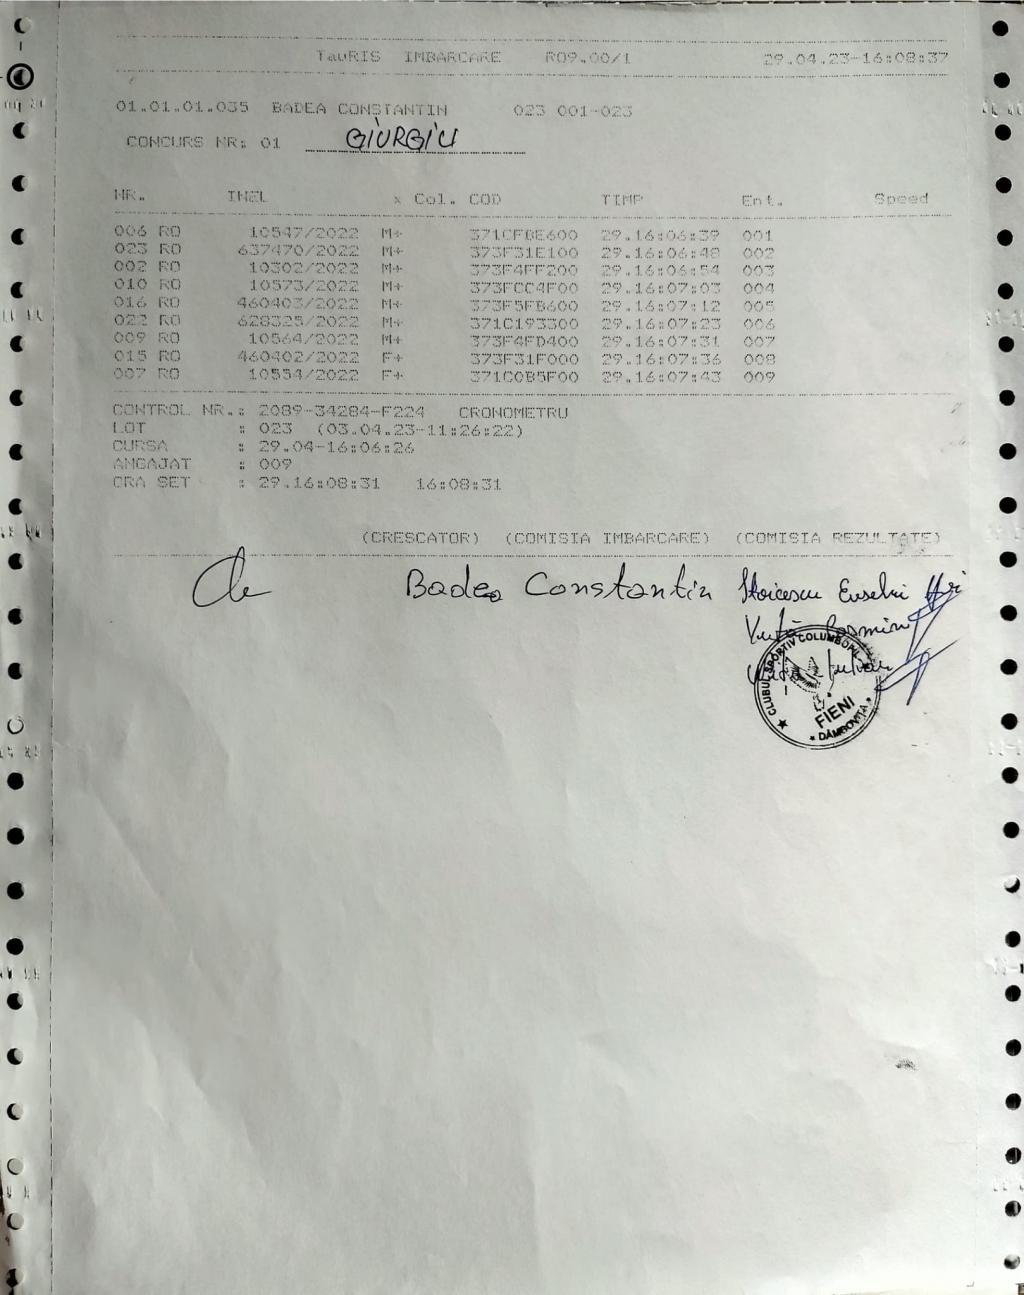 TauRIS IMBARCARE RO9.00/1 29.04.23-16:08:37
01.01.01.035 BADEA CONSTANTIN 023 001-023
CONCURS NR: 01 GIURGIU
NR. INEL x Col. COD TIMP Ent. Speed
006 RO 10547/2022 M+ 371CFBE600 29.16:06:39 001
023 RO 637470/2022 M+ 373F31E100 29.16:06:48 002
002 RO 10302/2022 M+ 373F4FF200 29.16:06:54 003
010 RO 10573/2022 M+ 373FCC4F00 29.16:07:03 004
016 RO 460403/2022 M+ 373F5FB600 29.16:07:12 005
022 RO 628325/2022 M+ 371C193300 29.16:07:23 006
009 RO 10564/2022 M+ 373F4FD400 29.16:07:31 007
015 RO 460402/2022 F+ 373F31F000 29.16:07:36 008
007 RO 10554/2022 F+ 371C0B5F00 29.16:07:43 009
CONTROL NR.: 2089-34284-F224 CRONOMETRU
LOT : 023 (03.04.23-11:26:22)
CURSA : 29.04-16:06:26
ANGAJAT : 009
CRA SET : 29.16:08:31 16:08:31
(CRESCATOR) (COMISIA IMBARCARE) (COMISIA REZULTATE)
Badea Constantin Stoicescu
Cosmin
CLUBUL SPORTIV COLUMBOFIL
FIENI
* DÂMBOVIȚA *